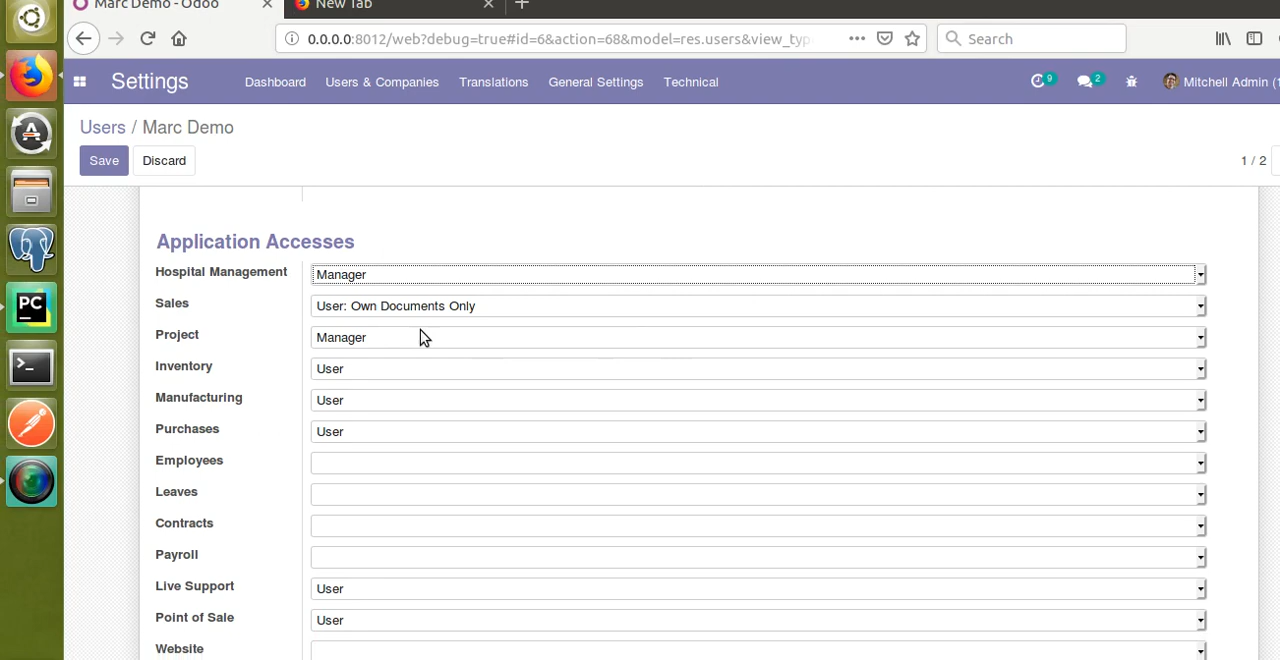 Marc Demo - Odoo
New Tab
0.0.0.0:8012/web?debug=true#id=6&action=68&model=res.users&view_typ
Search
Settings
Dashboard Users & Companies Translations General Settings Technical
9 2 Mitchell Admin (1
Users / Marc Demo
Save Discard
1 / 2
Application Accesses
Hospital Management Manager
Sales User: Own Documents Only
Project Manager
Inventory User
Manufacturing User
Purchases User
Employees
Leaves
Contracts
Payroll
Live Support User
Point of Sale User
Website
PC